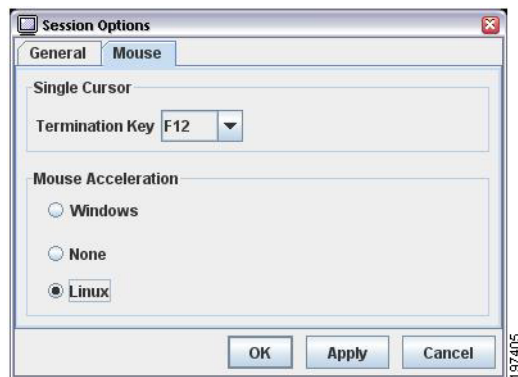 Session Options
General Mouse
Single Cursor
Termination Key F12
Mouse Acceleration
Windows
None
Linux
OK Apply Cancel
197405